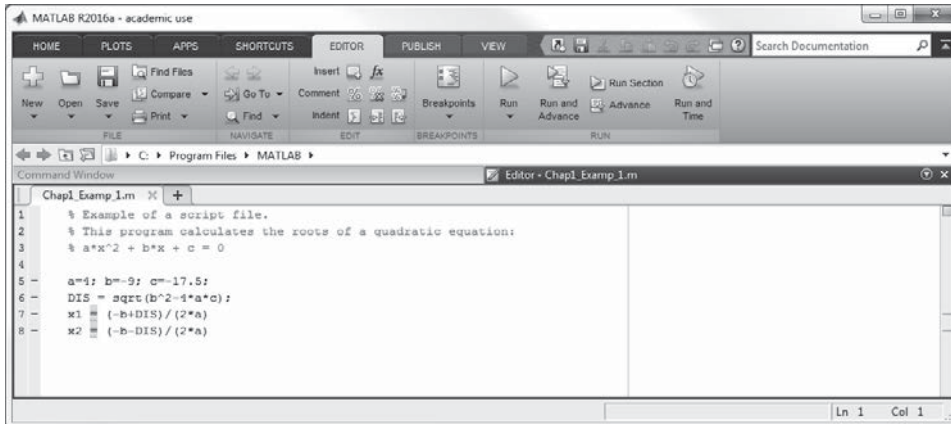 MATLAB R2016a - academic use
HOME PLOTS APPS SHORTCUTS EDITOR PUBLISH VIEW Search Documentation
New Open Save Find Files Compare Print
FILE
Go To Find
NAVIGATE
Insert fx
Comment
Indent
EDIT
Breakpoints
BREAKPOINTS
Run Run and Advance Run Section Advance Run and Time
RUN
C: Program Files MATLAB
Command Window
Editor - Chap1_Examp_1.m
Chap1_Examp_1.m
1 % Example of a script file.
2 % This program calculates the roots of a quadratic equation:
3 % a*x^2 + b*x + c = 0
4
5 - a=4; b=-9; c=-17.5;
6 - DIS = sqrt(b^2-4*a*c);
7 - x1 = (-b+DIS)/(2*a)
8 - x2 = (-b-DIS)/(2*a)
Ln 1 Col 1